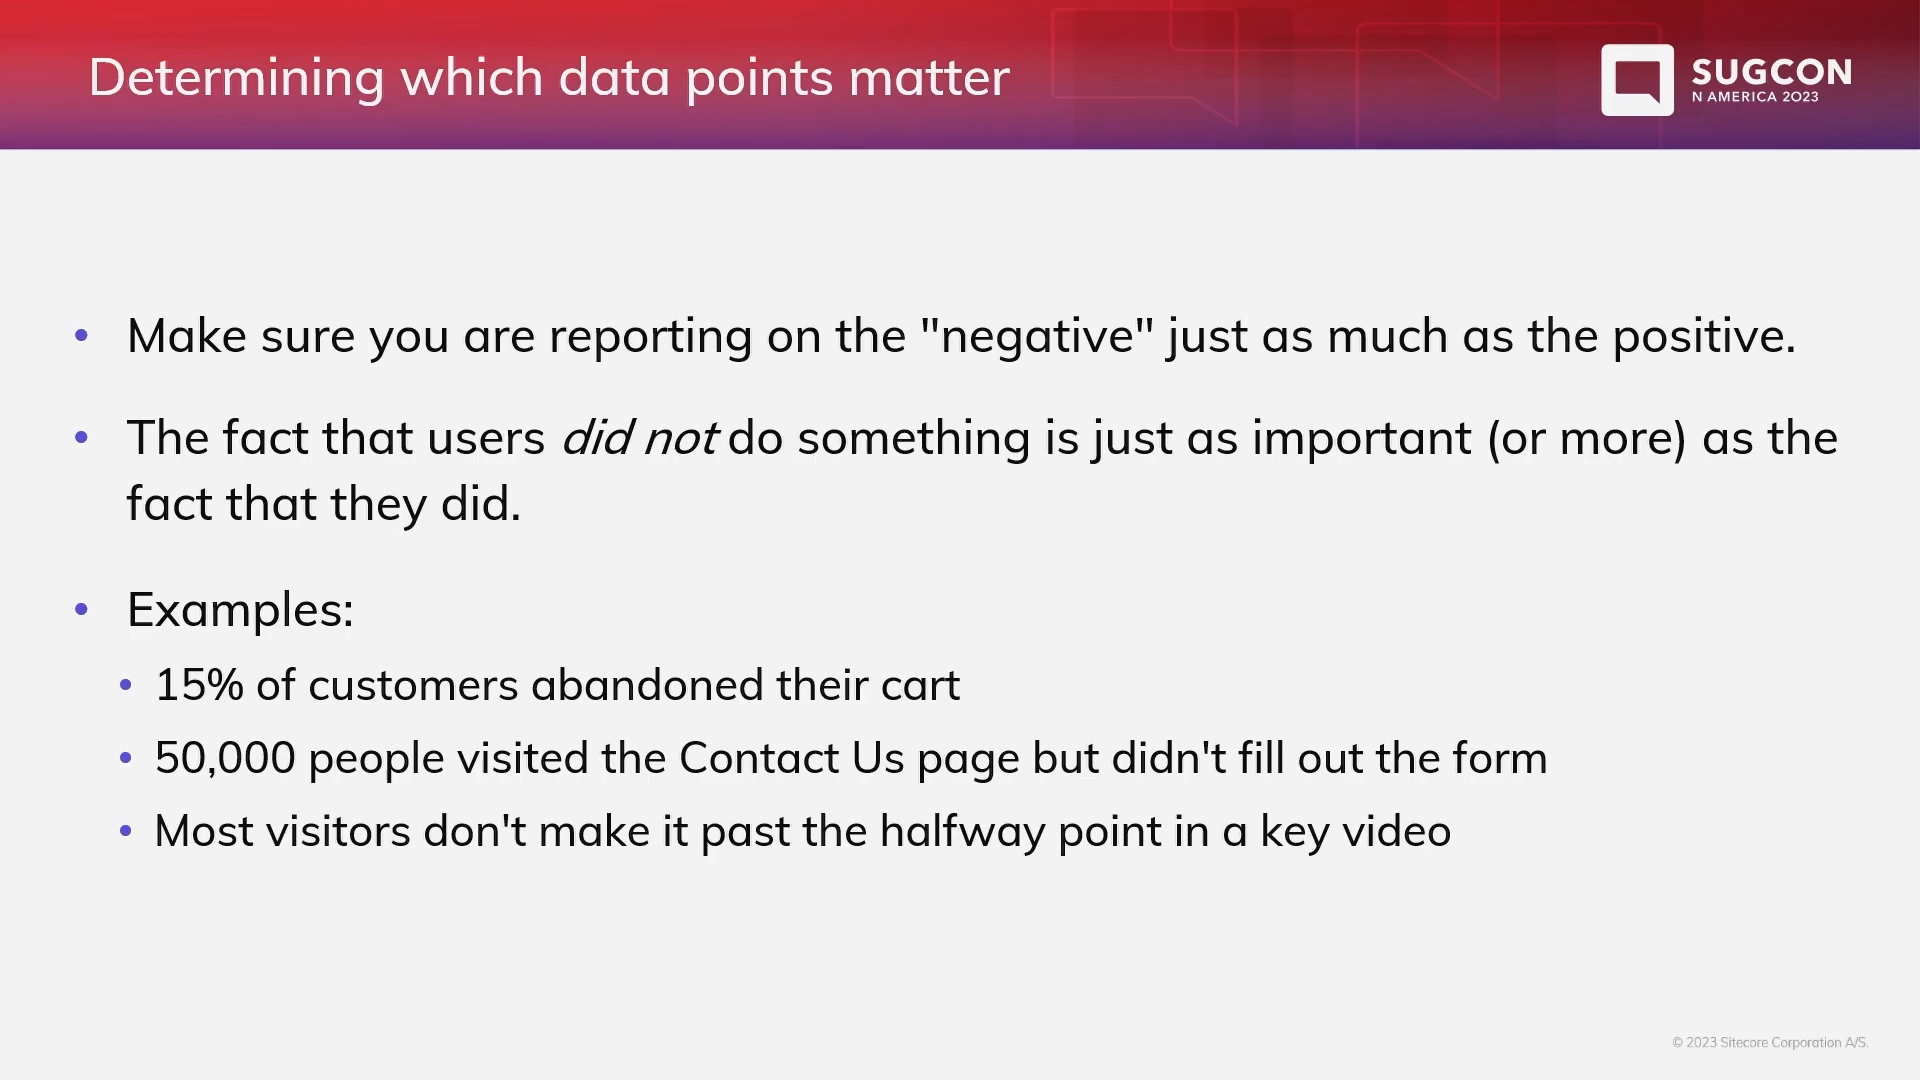 Determining which data points matter
SUGCON
N AMERICA 2023
• Make sure you are reporting on the "negative" just as much as the positive.
• The fact that users did not do something is just as important (or more) as the
fact that they did.
• Examples:
• 15% of customers abandoned their cart
• 50,000 people visited the Contact Us page but didn't fill out the form
• Most visitors don't make it past the halfway point in a key video
© 2023 Sitecore Corporation A/S.